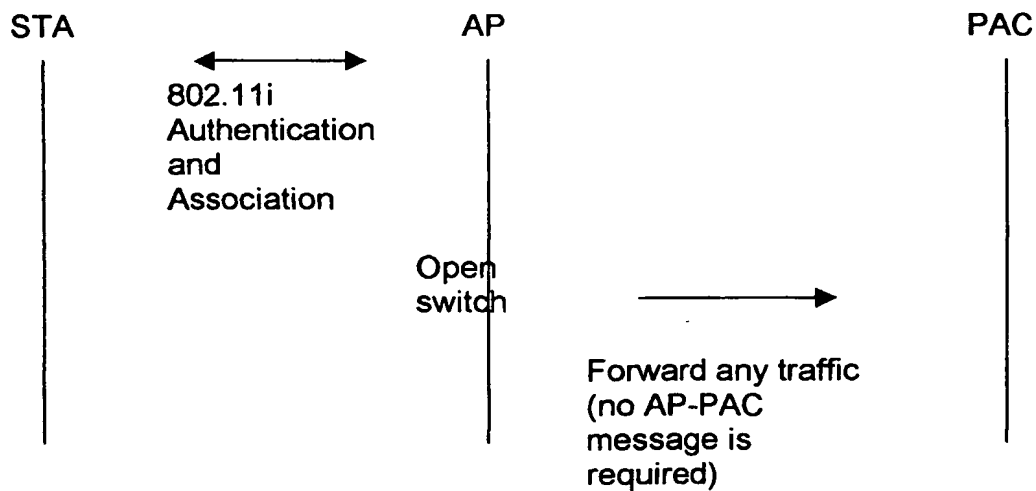 STA
AP
PAC
802.11i
Authentication
and
Association
Open
switch
Forward any traffic
(no AP-PAC
message is
required)